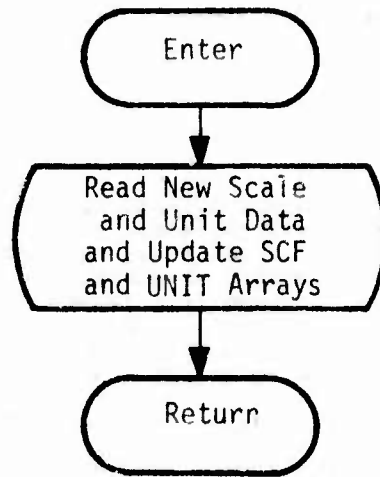 Enter
Read New Scale
and Unit Data
and Update SCF
and UNIT Arrays
Return